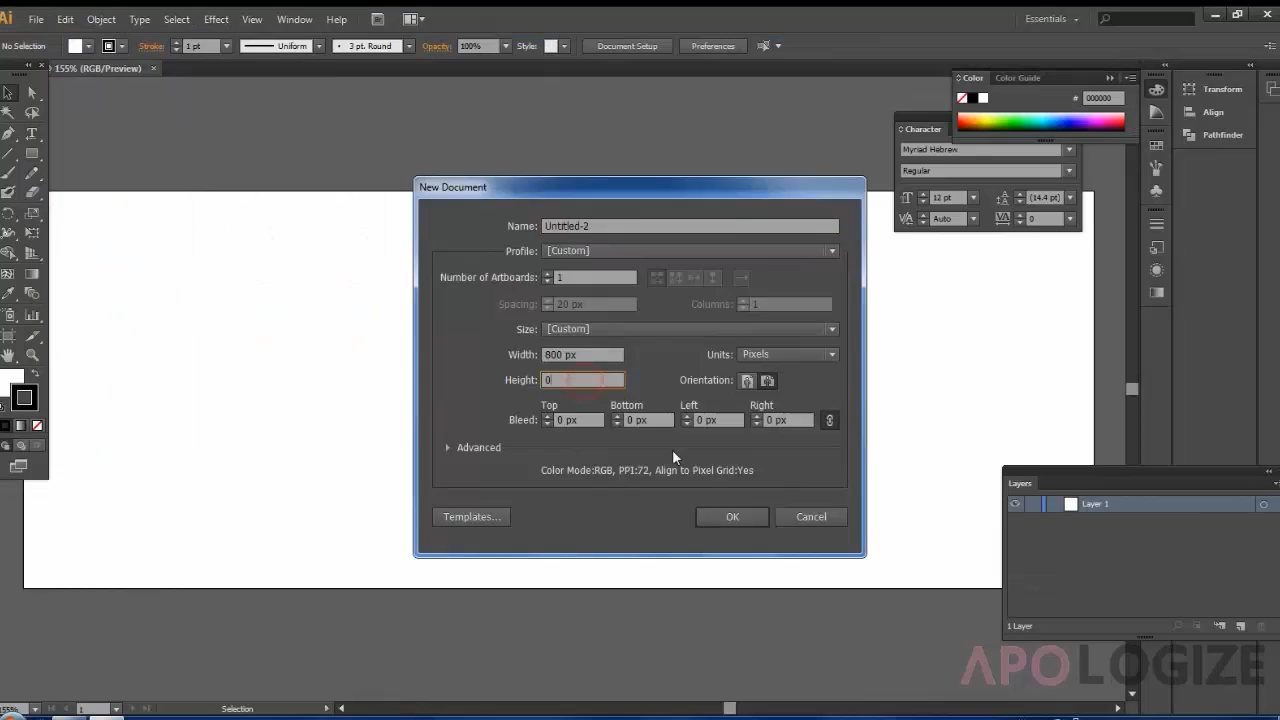 Ai File Edit Object Type Select Effect View Window Help Br Essentials
No Selection Stroke: 1 pt Uniform 3 pt. Round Opacity: 100% Style: Document Setup Preferences
155% (RGB/Preview) ×
Color Color Guide
# 000000
Transform
Align
Pathfinder
Character
Myriad Hebrew
Regular
12 pt (14.4 pt)
Auto 0
New Document
Name: Untitled-2
Profile: [Custom]
Number of Artboards: 1
Spacing: 20 px Columns: 1
Size: [Custom]
Width: 800 px Units: Pixels
Height: 0 Orientation:
Top Bottom Left Right
Bleed: 0 px 0 px 0 px 0 px
Advanced
Color Mode:RGB, PPI:72, Align to Pixel Grid:Yes
Templates... OK Cancel
Layers
Layer 1
1 Layer
APOLOGIZE
155% 1 Selection